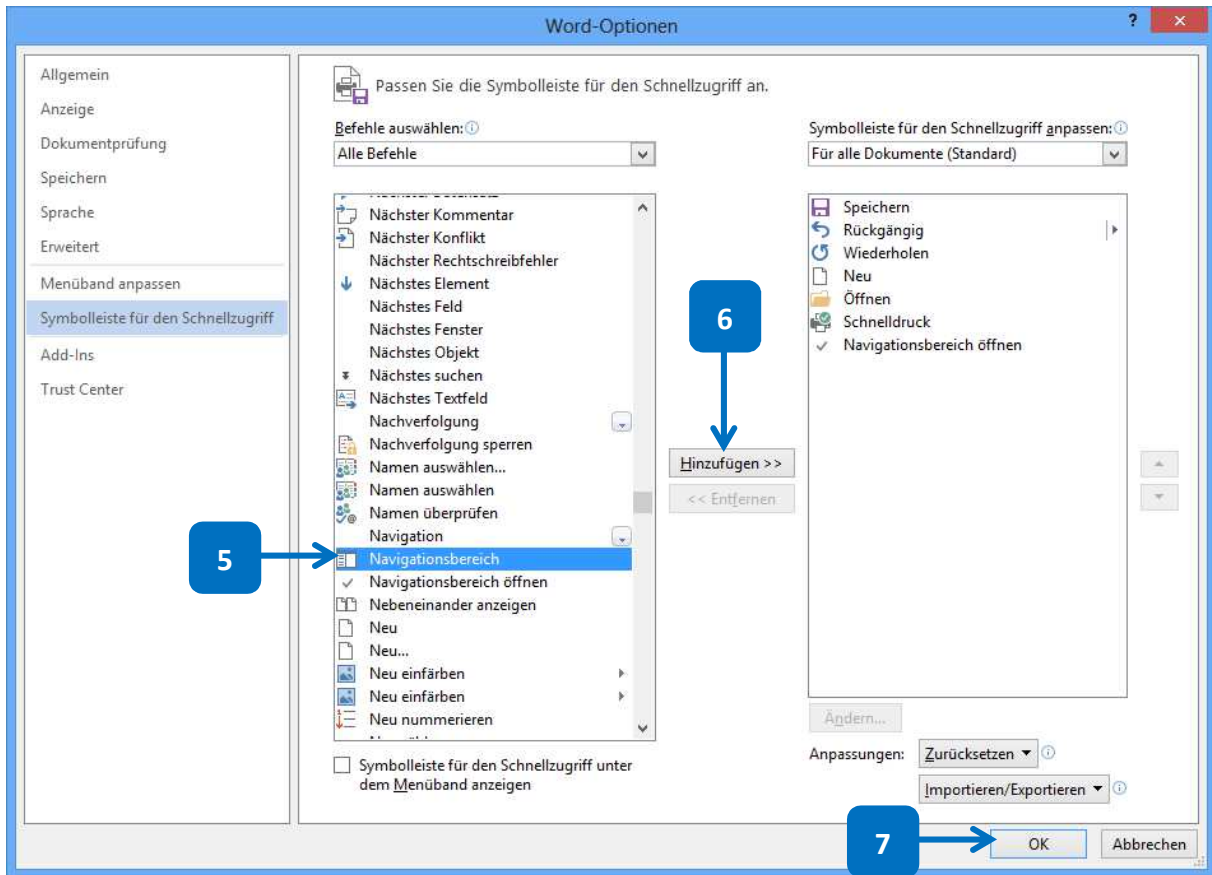 Word-Optionen
?
Allgemein
Anzeige
Dokumentprüfung
Speichern
Sprache
Erweitert
Menüband anpassen
Symbolleiste für den Schnellzugriff
Add-Ins
Trust Center
Passen Sie die Symbolleiste für den Schnellzugriff an.
Befehle auswählen:
Alle Befehle
Nächster Kommentar
Nächster Konflikt
Nächster Rechtschreibfehler
Nächstes Element
Nächstes Feld
Nächstes Fenster
Nächstes Objekt
Nächstes suchen
Nächstes Textfeld
Nachverfolgung
Nachverfolgung sperren
Namen auswählen...
Namen auswählen
Namen überprüfen
Navigation
Navigationsbereich
Navigationsbereich öffnen
Nebeneinander anzeigen
Neu
Neu...
Neu einfärben
Neu einfärben
Neu nummerieren
Symbolleiste für den Schnellzugriff unter
dem Menüband anzeigen
5
6
Hinzufügen >>
<< Entfernen
Symbolleiste für den Schnellzugriff anpassen:
Für alle Dokumente (Standard)
Speichern
Rückgängig
Wiederholen
Neu
Öffnen
Schnelldruck
Navigationsbereich öffnen
Ändern...
Anpassungen:
Zurücksetzen
Importieren/Exportieren
7
OK
Abbrechen